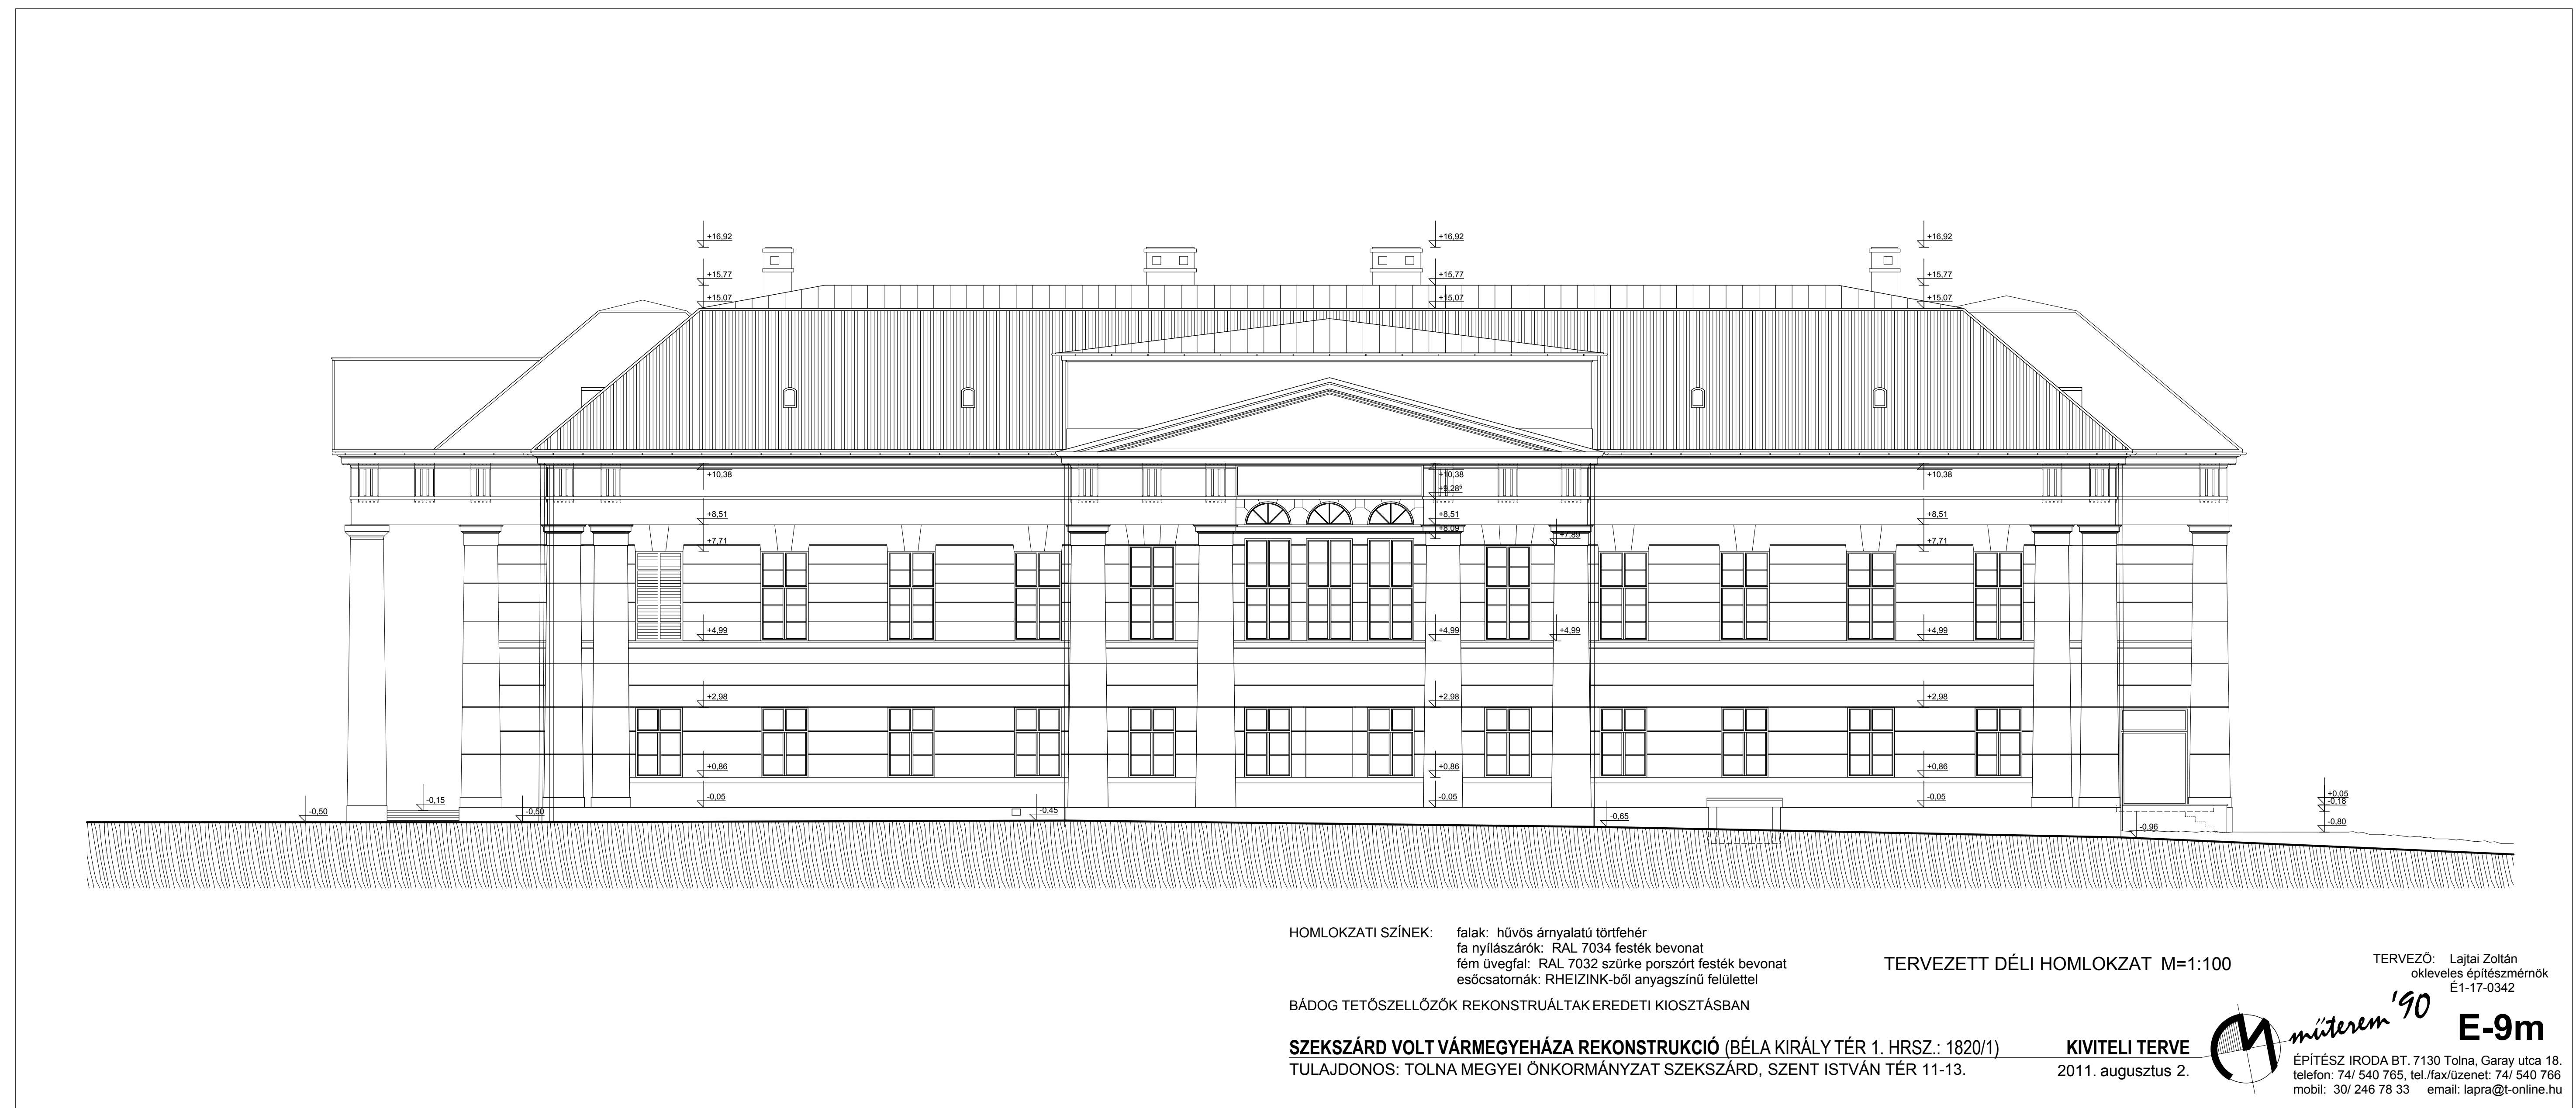 +16,92 +16,92 +16,92
+15,77 +15,77 +15,77
+15,07 +15,07 +15,07
+10,38 +10,38 +10,38
+9,28⁵
+8,51 +8,51 +8,51
+8,09
+7,89
+7,71 +7,71
+4,99 +4,99 +4,99 +4,99
+2,98 +2,98 +2,98
+0,86 +0,86 +0,86
-0,05 -0,05 -0,05
-0,50 -0,15 -0,50 -0,45 -0,65 -0,96
+0,05
-0,18
-0,80
HOMLOKZATI SZÍNEK: falak: hűvös árnyalatú törtfehér
fa nyílászárók: RAL 7034 festék bevonat
fém üvegfal: RAL 7032 szürke porszórt festék bevonat
esőcsatornák: RHEIZINK-ből anyagszínű felülettel
BÁDOG TETŐSZELLŐZŐK REKONSTRUÁLTAK EREDETI KIOSZTÁSBAN
TERVEZETT DÉLI HOMLOKZAT M=1:100
TERVEZŐ: Lajtai Zoltán
okleveles építészmérnök
É1-17-0342
SZEKSZÁRD VOLT VÁRMEGYEHÁZA REKONSTRUKCIÓ (BÉLA KIRÁLY TÉR 1. HRSZ.: 1820/1)
TULAJDONOS: TOLNA MEGYEI ÖNKORMÁNYZAT SZEKSZÁRD, SZENT ISTVÁN TÉR 11-13.
KIVITELI TERVE
2011. augusztus 2.
műterem '90
E-9m
ÉPÍTÉSZ IRODA BT. 7130 Tolna, Garay utca 18.
telefon: 74/ 540 765, tel./fax/üzenet: 74/ 540 766
mobil: 30/ 246 78 33 email: lapra@t-online.hu